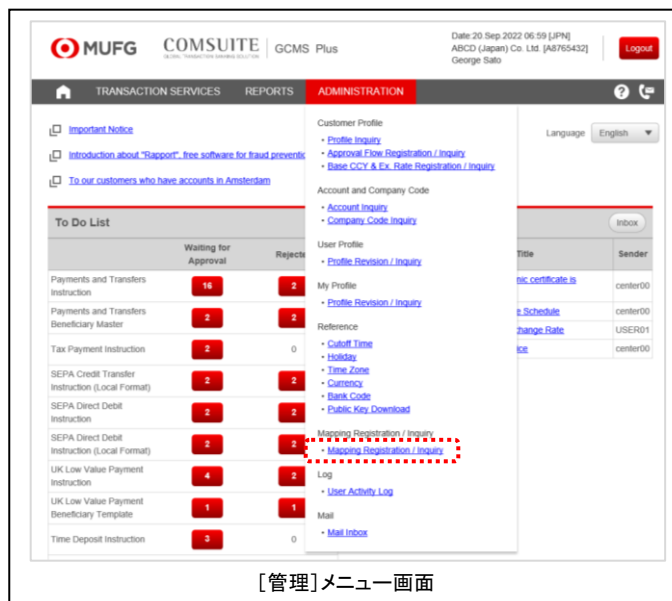 MUFG
COMSUITE
GCMS Plus
Date:20.Sep.2022 06:59 [JPN]
ABCD (Japan) Co. Ltd. [A8765432]
George Sato
Logout
TRANSACTION SERVICES
REPORTS
ADMINISTRATION
?
Important Notice
Introduction about "Rapport", free software for fraud preventic
To our customers who have accounts in Amsterdam
Language
English
Customer Profile
• Profile Inquiry
• Approval Flow Registration / Inquiry
• Base CCY & Ex. Rate Registration / Inquiry
Account and Company Code
• Account Inquiry
• Company Code Inquiry
User Profile
• Profile Revision / Inquiry
My Profile
• Profile Revision / Inquiry
Reference
• Cutoff Time
• Holiday
• Time Zone
• Currency
• Bank Code
• Public Key Download
Mapping Registration / Inquiry
• Mapping Registration / Inquiry
Log
• User Activity Log
Mail
• Mail Inbox
To Do List
Waiting for
Approval
Rejecte
Payments and Transfers
Instruction
16
2
Payments and Transfers
Beneficiary Master
2
2
Tax Payment Instruction
2
0
SEPA Credit Transfer
Instruction (Local Format)
2
2
SEPA Direct Debit
Instruction
2
2
SEPA Direct Debit
Instruction (Local Format)
2
2
UK Low Value Payment
Instruction
4
2
UK Low Value Payment
Beneficiary Template
1
1
Time Deposit Instruction
3
0
Inbox
Title
Sender
nic certificate is
center00
e Schedule
center00
change Rate
USER01
ice
center00
[管理]メニュー画面